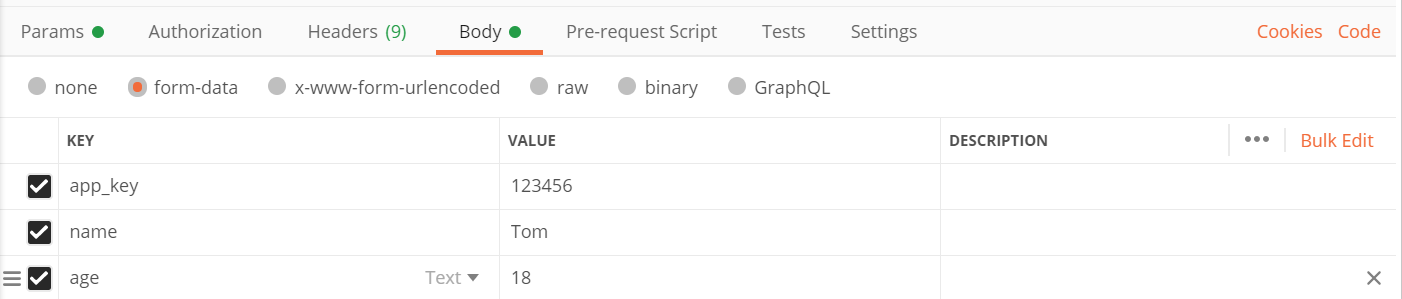 Params Authorization Headers (9) Body Pre-request Script Tests Settings Cookies Code
none form-data x-www-form-urlencoded raw binary GraphQL
KEY VALUE DESCRIPTION ••• Bulk Edit
app_key 123456
name Tom
age Text 18